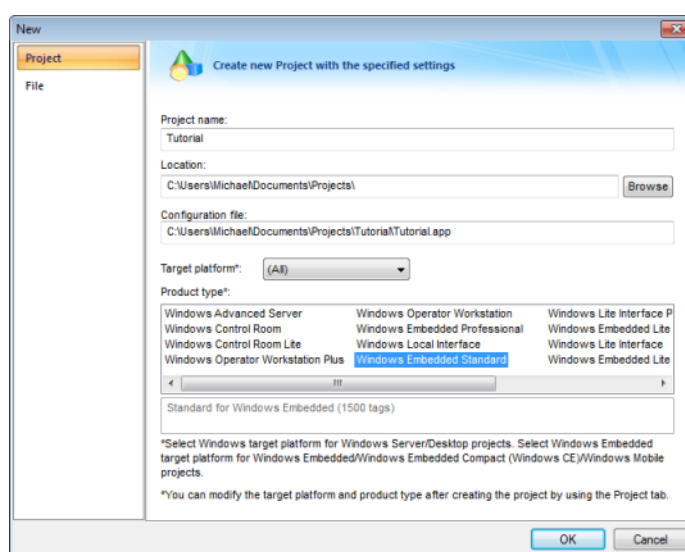 New
Project
File
Create new Project with the specified settings
Project name:
Tutorial
Location:
C:\Users\Michael\Documents\Projects\
Browse
Configuration file:
C:\Users\Michael\Documents\Projects\Tutorial\Tutorial.app
Target platform*:
(All)
Product type*:
Windows Advanced Server Windows Operator Workstation Windows Lite Interface P
Windows Control Room Windows Embedded Professional Windows Embedded Lite
Windows Control Room Lite Windows Local Interface Windows Lite Interface
Windows Operator Workstation Plus Windows Embedded Standard Windows Embedded Lite
Standard for Windows Embedded (1500 tags)
*Select Windows target platform for Windows Server/Desktop projects. Select Windows Embedded
target platform for Windows Embedded/Windows Embedded Compact (Windows CE)/Windows Mobile
projects.
*You can modify the target platform and product type after creating the project by using the Project tab.
OK
Cancel